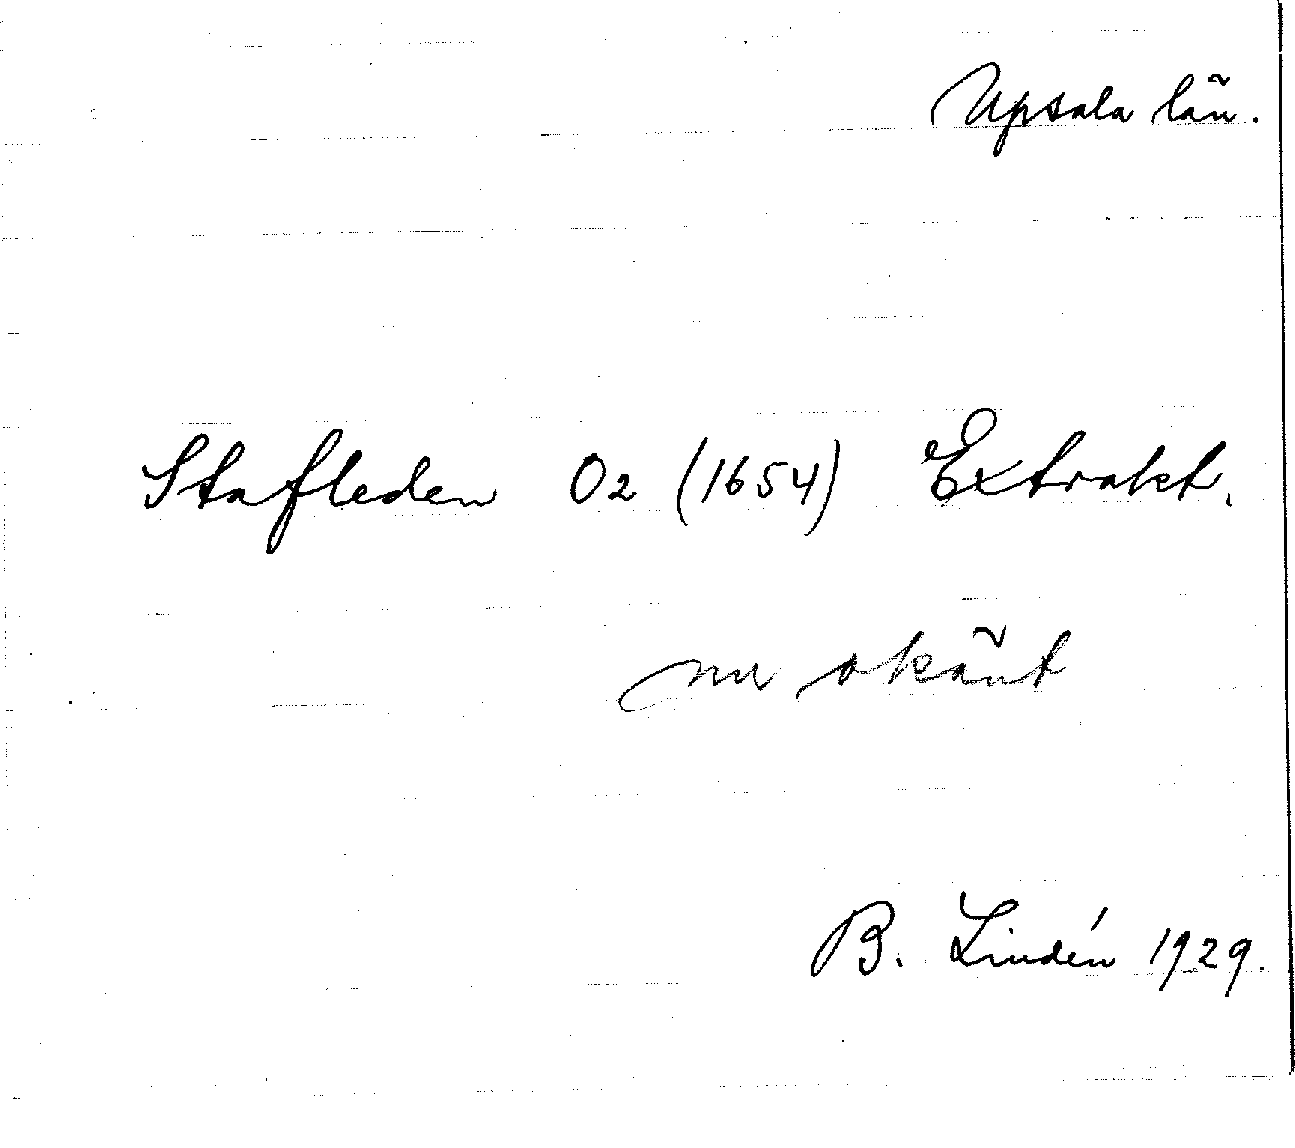 Upsala län.
Stafleden O2 (1654) Extrakt.
nu okänt
B. Lindén 1929.